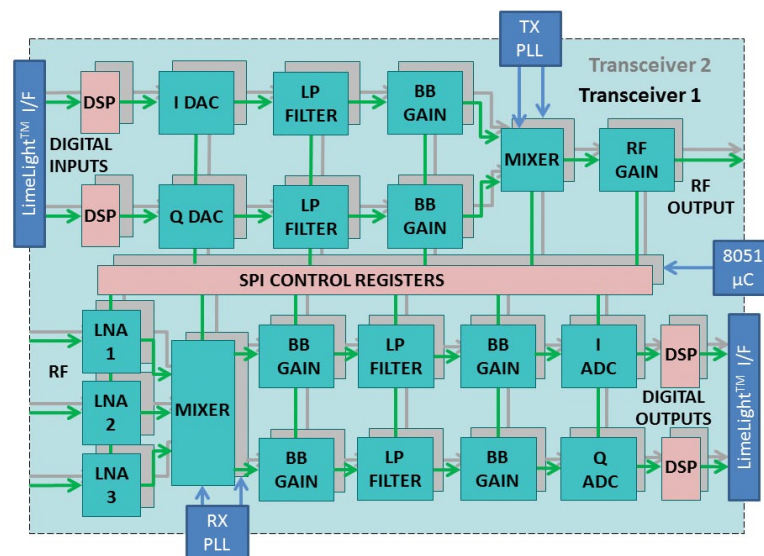 TX
PLL
Transceiver 2
Transceiver 1
LimeLight™ I/F
DSP
I DAC
LP
FILTER
BB
GAIN
DIGITAL
INPUTS
MIXER
RF
GAIN
RF
OUTPUT
DSP
Q DAC
LP
FILTER
BB
GAIN
SPI CONTROL REGISTERS
8051
µC
RF
LNA
1
LNA
2
LNA
3
MIXER
BB
GAIN
LP
FILTER
BB
GAIN
I
ADC
DSP
DIGITAL
OUTPUTS
LimeLight™ I/F
BB
GAIN
LP
FILTER
BB
GAIN
Q
ADC
DSP
RX
PLL